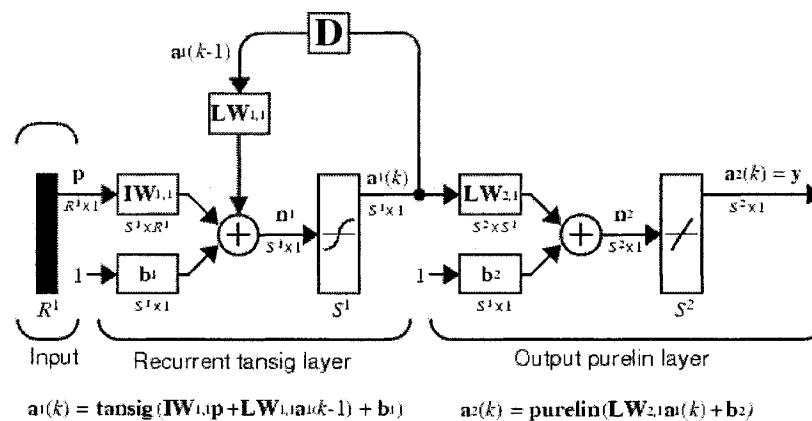 D
a¹(k-1)
LW1,1
p
a¹(k)
a2(k) = y
IW1,1
LW2,1
R¹x1
S¹xR¹
n¹
S¹x1
S¹x1
S²xS¹
n²
S²x1
S²x1
1
b¹
1
b2
R¹
S¹x1
S¹
S¹x1
S²
Input
Recurrent tansig layer
Output purelin layer
a¹(k) = tansig (IW1,1p +LW1,1a1(k-1) + b1)
a2(k) = purelin(LW2,1a1(k) + b2)